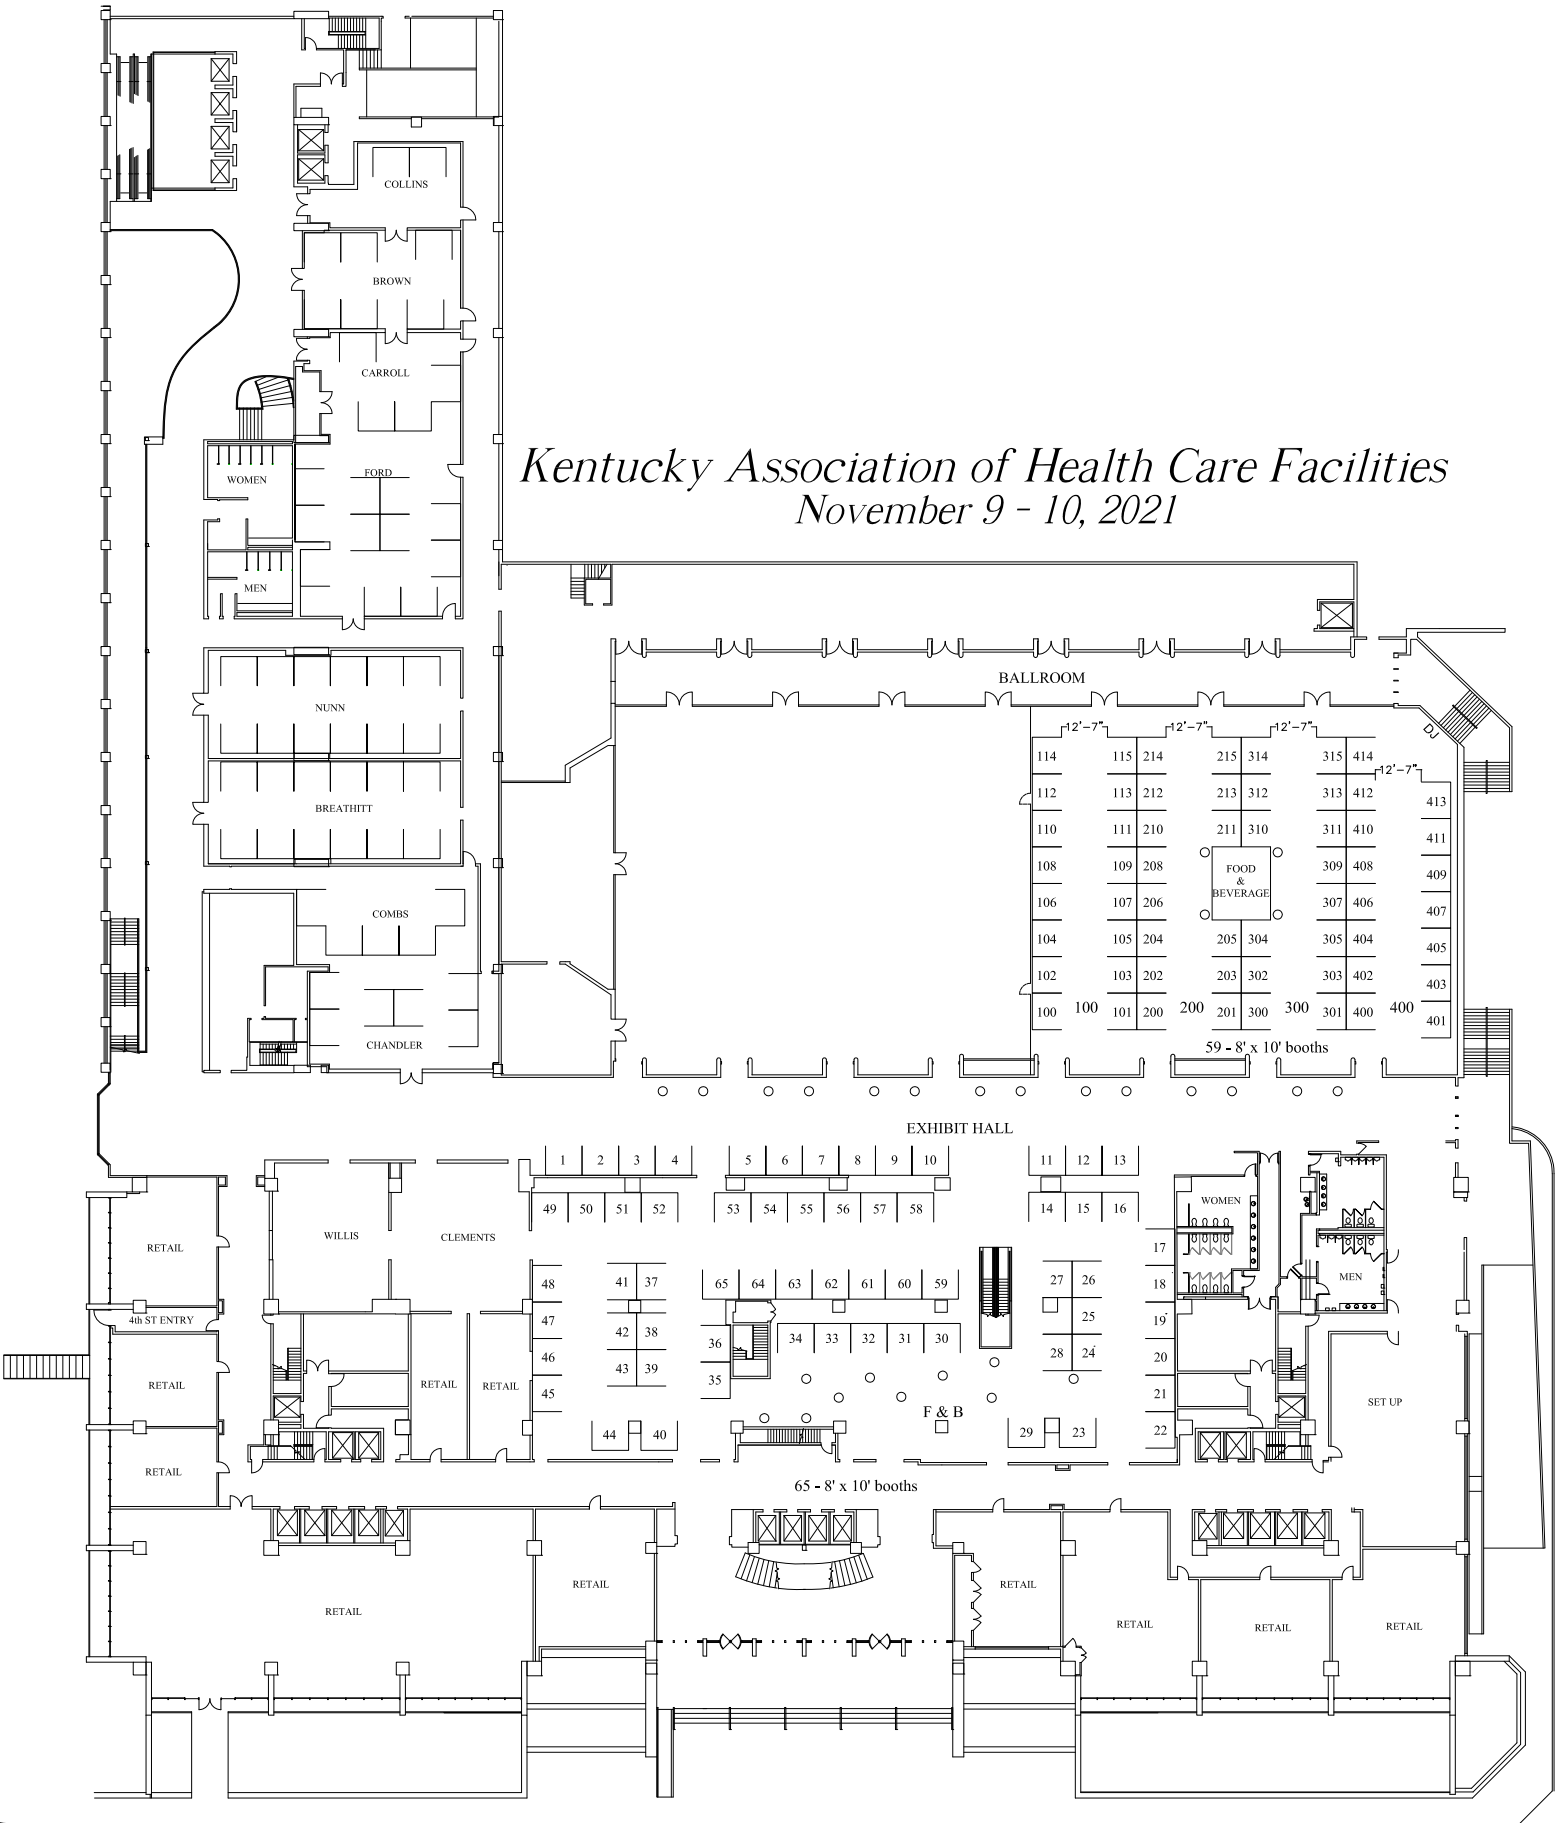 COLLINS
BROWN
CARROLL
Kentucky Association of Health Care Facilities
November 9 - 10, 2021
FORD
WOMEN
MEN
BALLROOM
NUNN
DJ
12'-7" 12'-7" 12'-7"
114 115 214 215 314 315 414
12'-7"
112 113 212 213 312 313 412 413
BREATHITT
110 111 210 211 310 311 410 411
108 109 208 FOOD & BEVERAGE 309 408 409
106 107 206 307 406 407
COMBS
104 105 204 205 304 305 404 405
102 103 202 203 302 303 402 403
100 101 200 201 300 301 400 401
100 200 300 400
CHANDLER
59 - 8' x 10' booths
EXHIBIT HALL
1 2 3 4 5 6 7 8 9 10 11 12 13
49 50 51 52 53 54 55 56 57 58 14 15 16
WOMEN
RETAIL
WILLIS
CLEMENTS
17
48 41 37 65 64 63 62 61 60 59 27 26 18
MEN
4th ST ENTRY
47 42 38 36 34 33 32 31 30 25 19
46 43 39 35 28 24 20
RETAIL
RETAIL
RETAIL
45 21
SET UP
F & B
44 40 29 23 22
RETAIL
65 - 8' x 10' booths
RETAIL
RETAIL
RETAIL
RETAIL
RETAIL
RETAIL